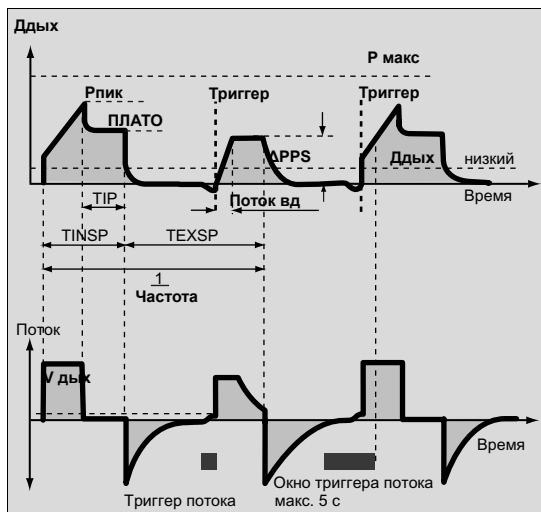 Ддых
P макс
Pпик
Триггер
Триггер
ПЛАТО
ΔPPS
Ддых
низкий
Время
TIP
Поток вд
TINSP
TEXSP
1
Частота
Поток
V дых
Время
Окно триггера потока
макс. 5 с
Триггер потока